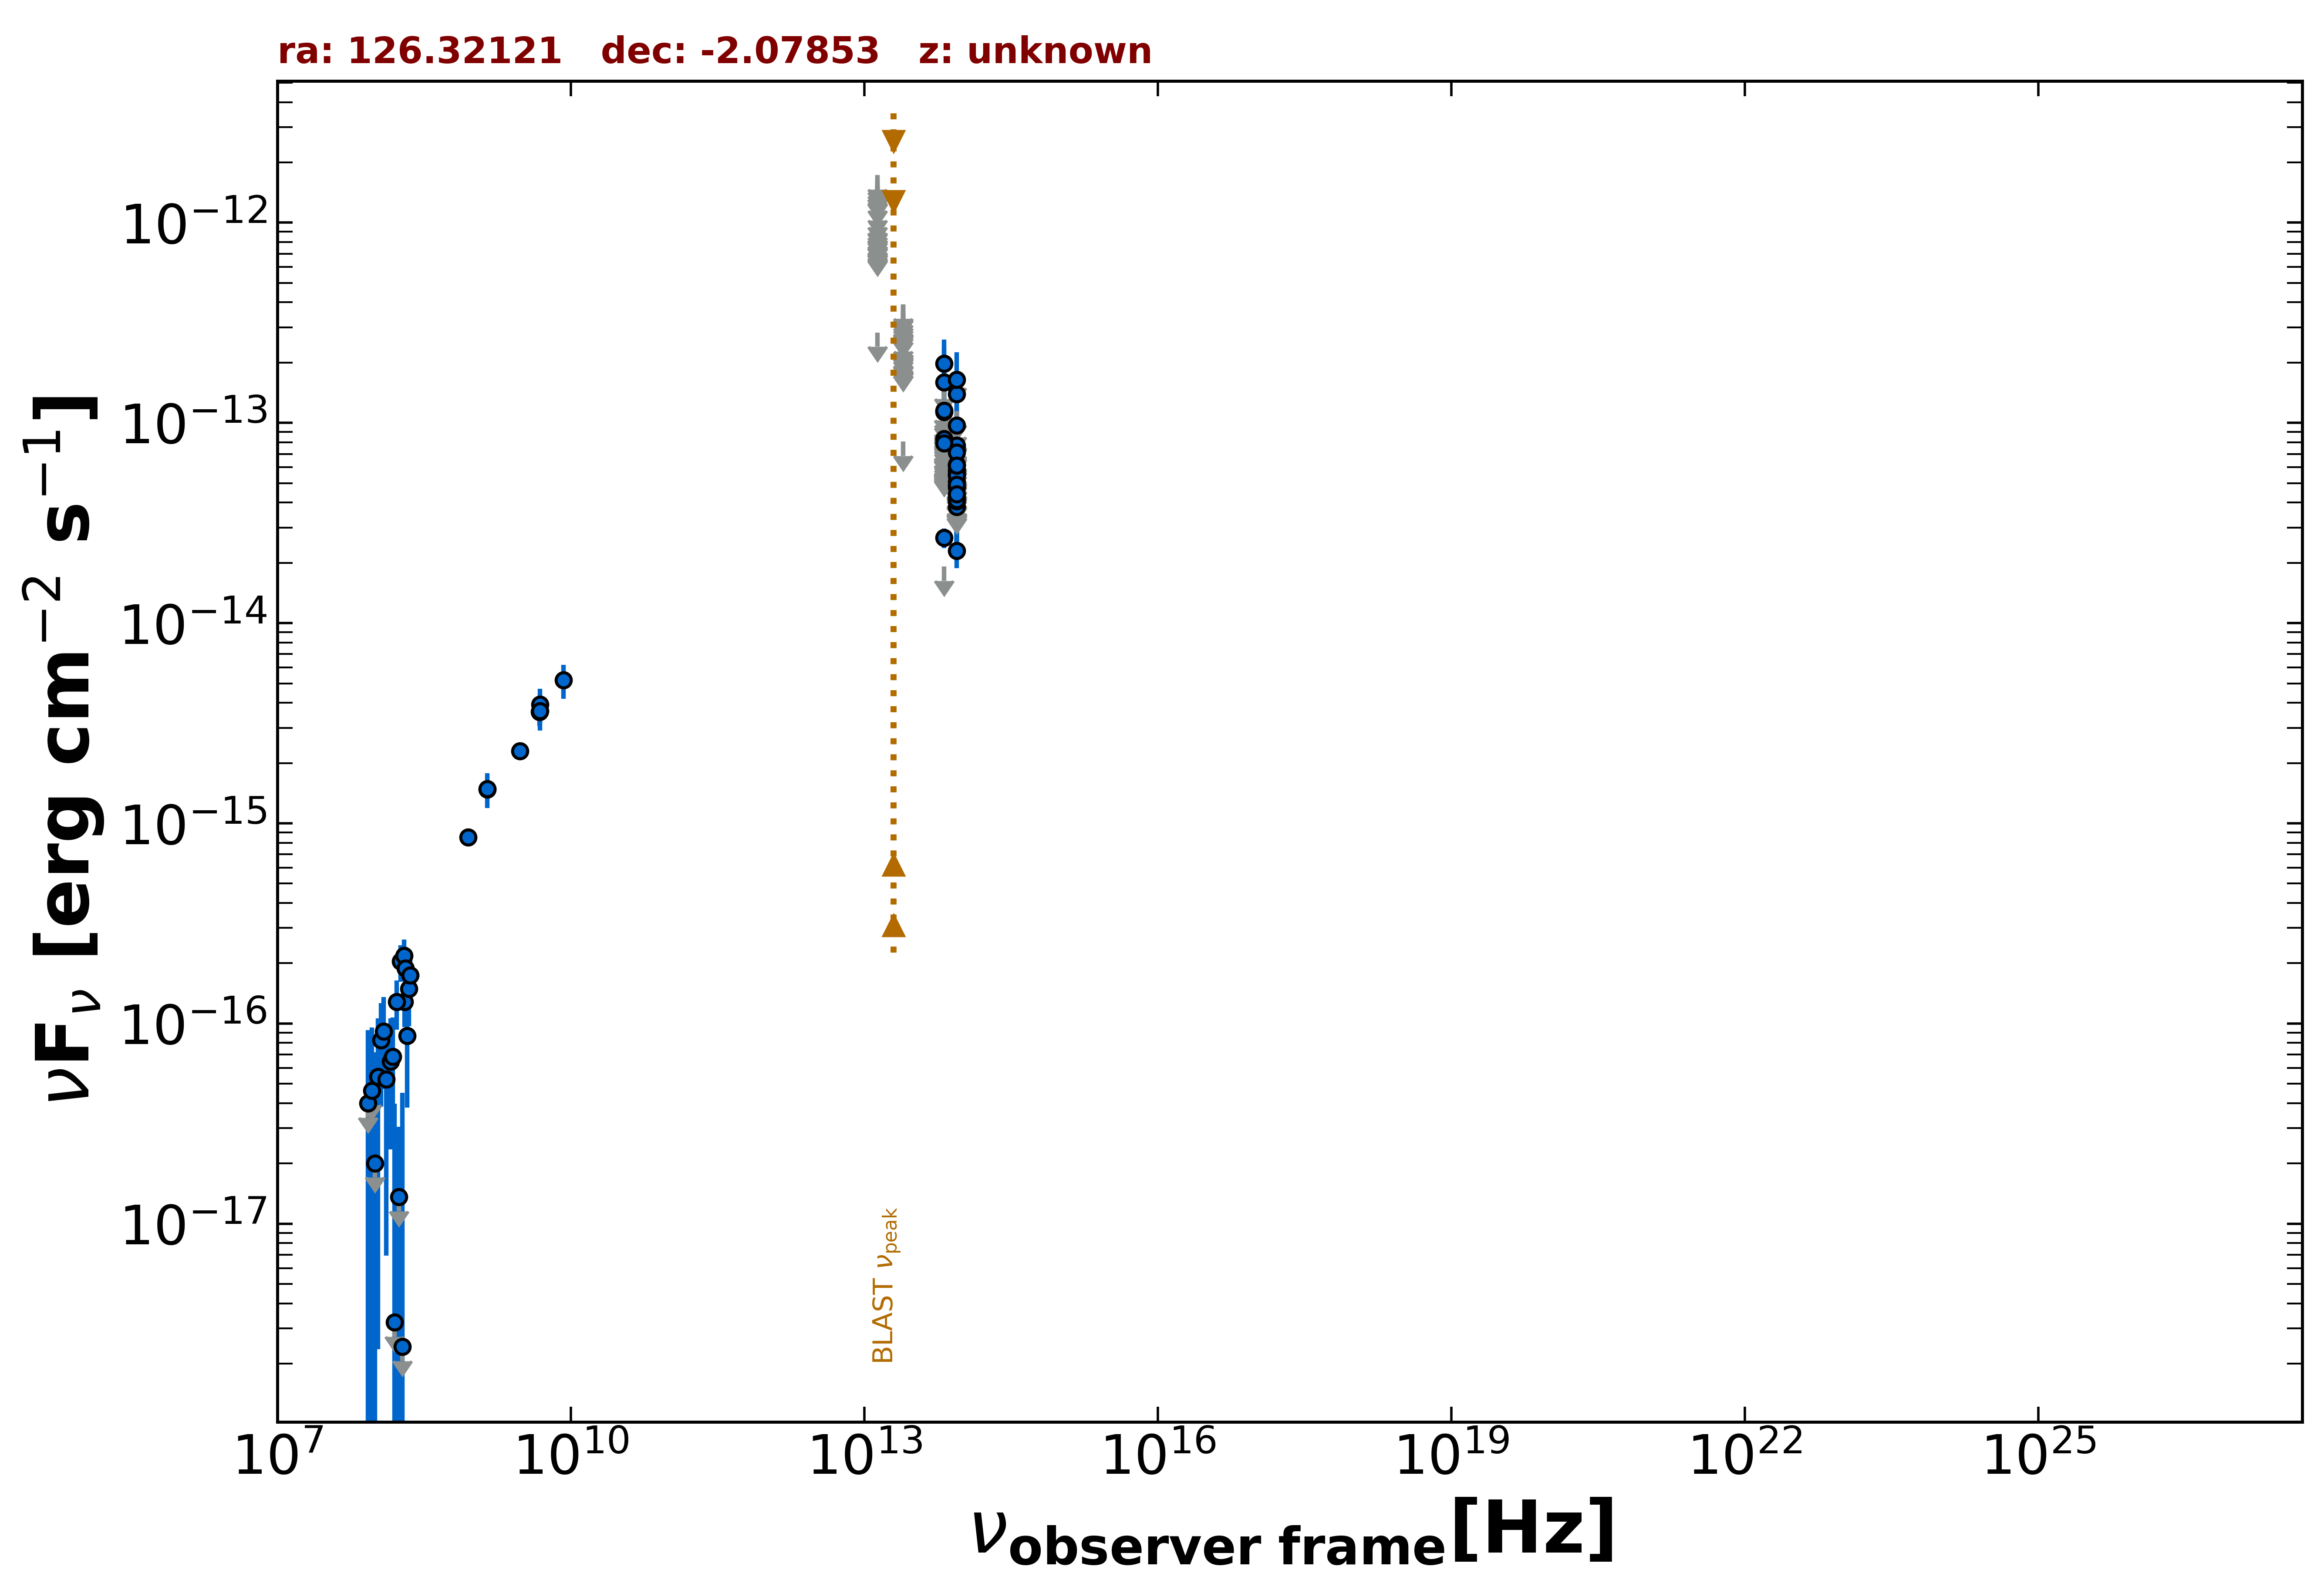 ra: 126.32121   dec: -2.07853   z: unknown
νFν [erg cm−2 s−1]
10−12
10−13
10−14
10−15
10−16
10−17
BLAST νpeak
107 1010 1013 1016 1019 1022 1025
νobserver frame[Hz]